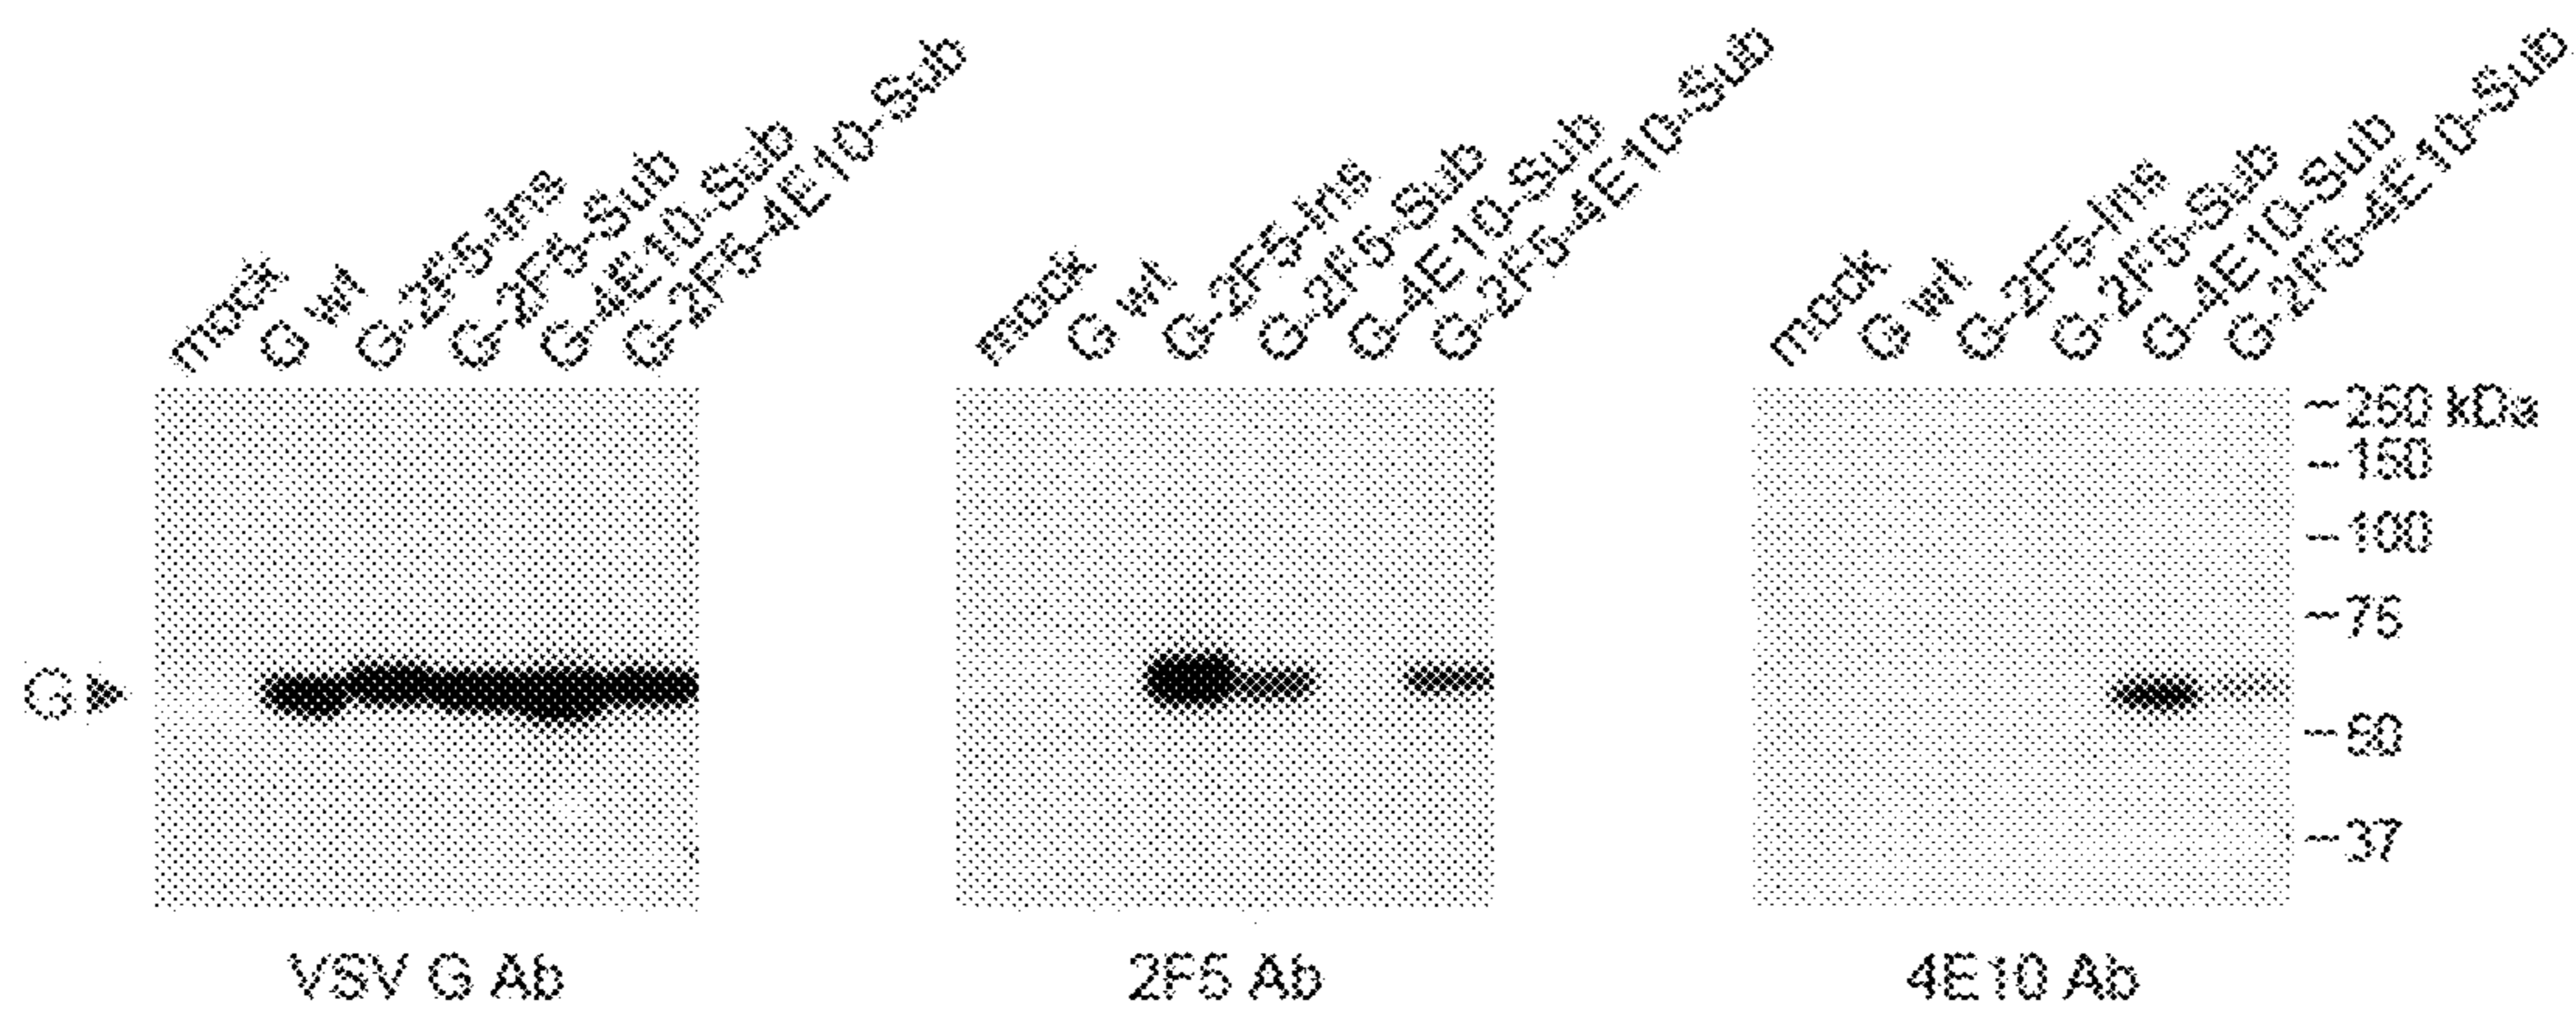 mock
G wt
G-2F5-Ins
G-2F5-Sub
G-4E10-Sub
G-2F5-4E10-Sub
mock
G wt
G-2F5-Ins
G-2F5-Sub
G-4E10-Sub
G-2F5-4E10-Sub
mock
G wt
G-2F5-Ins
G-2F5-Sub
G-4E10-Sub
G-2F5-4E10-Sub
250 kDa
150
100
75
G
50
37
VSV G Ab
2F5 Ab
4E10 Ab